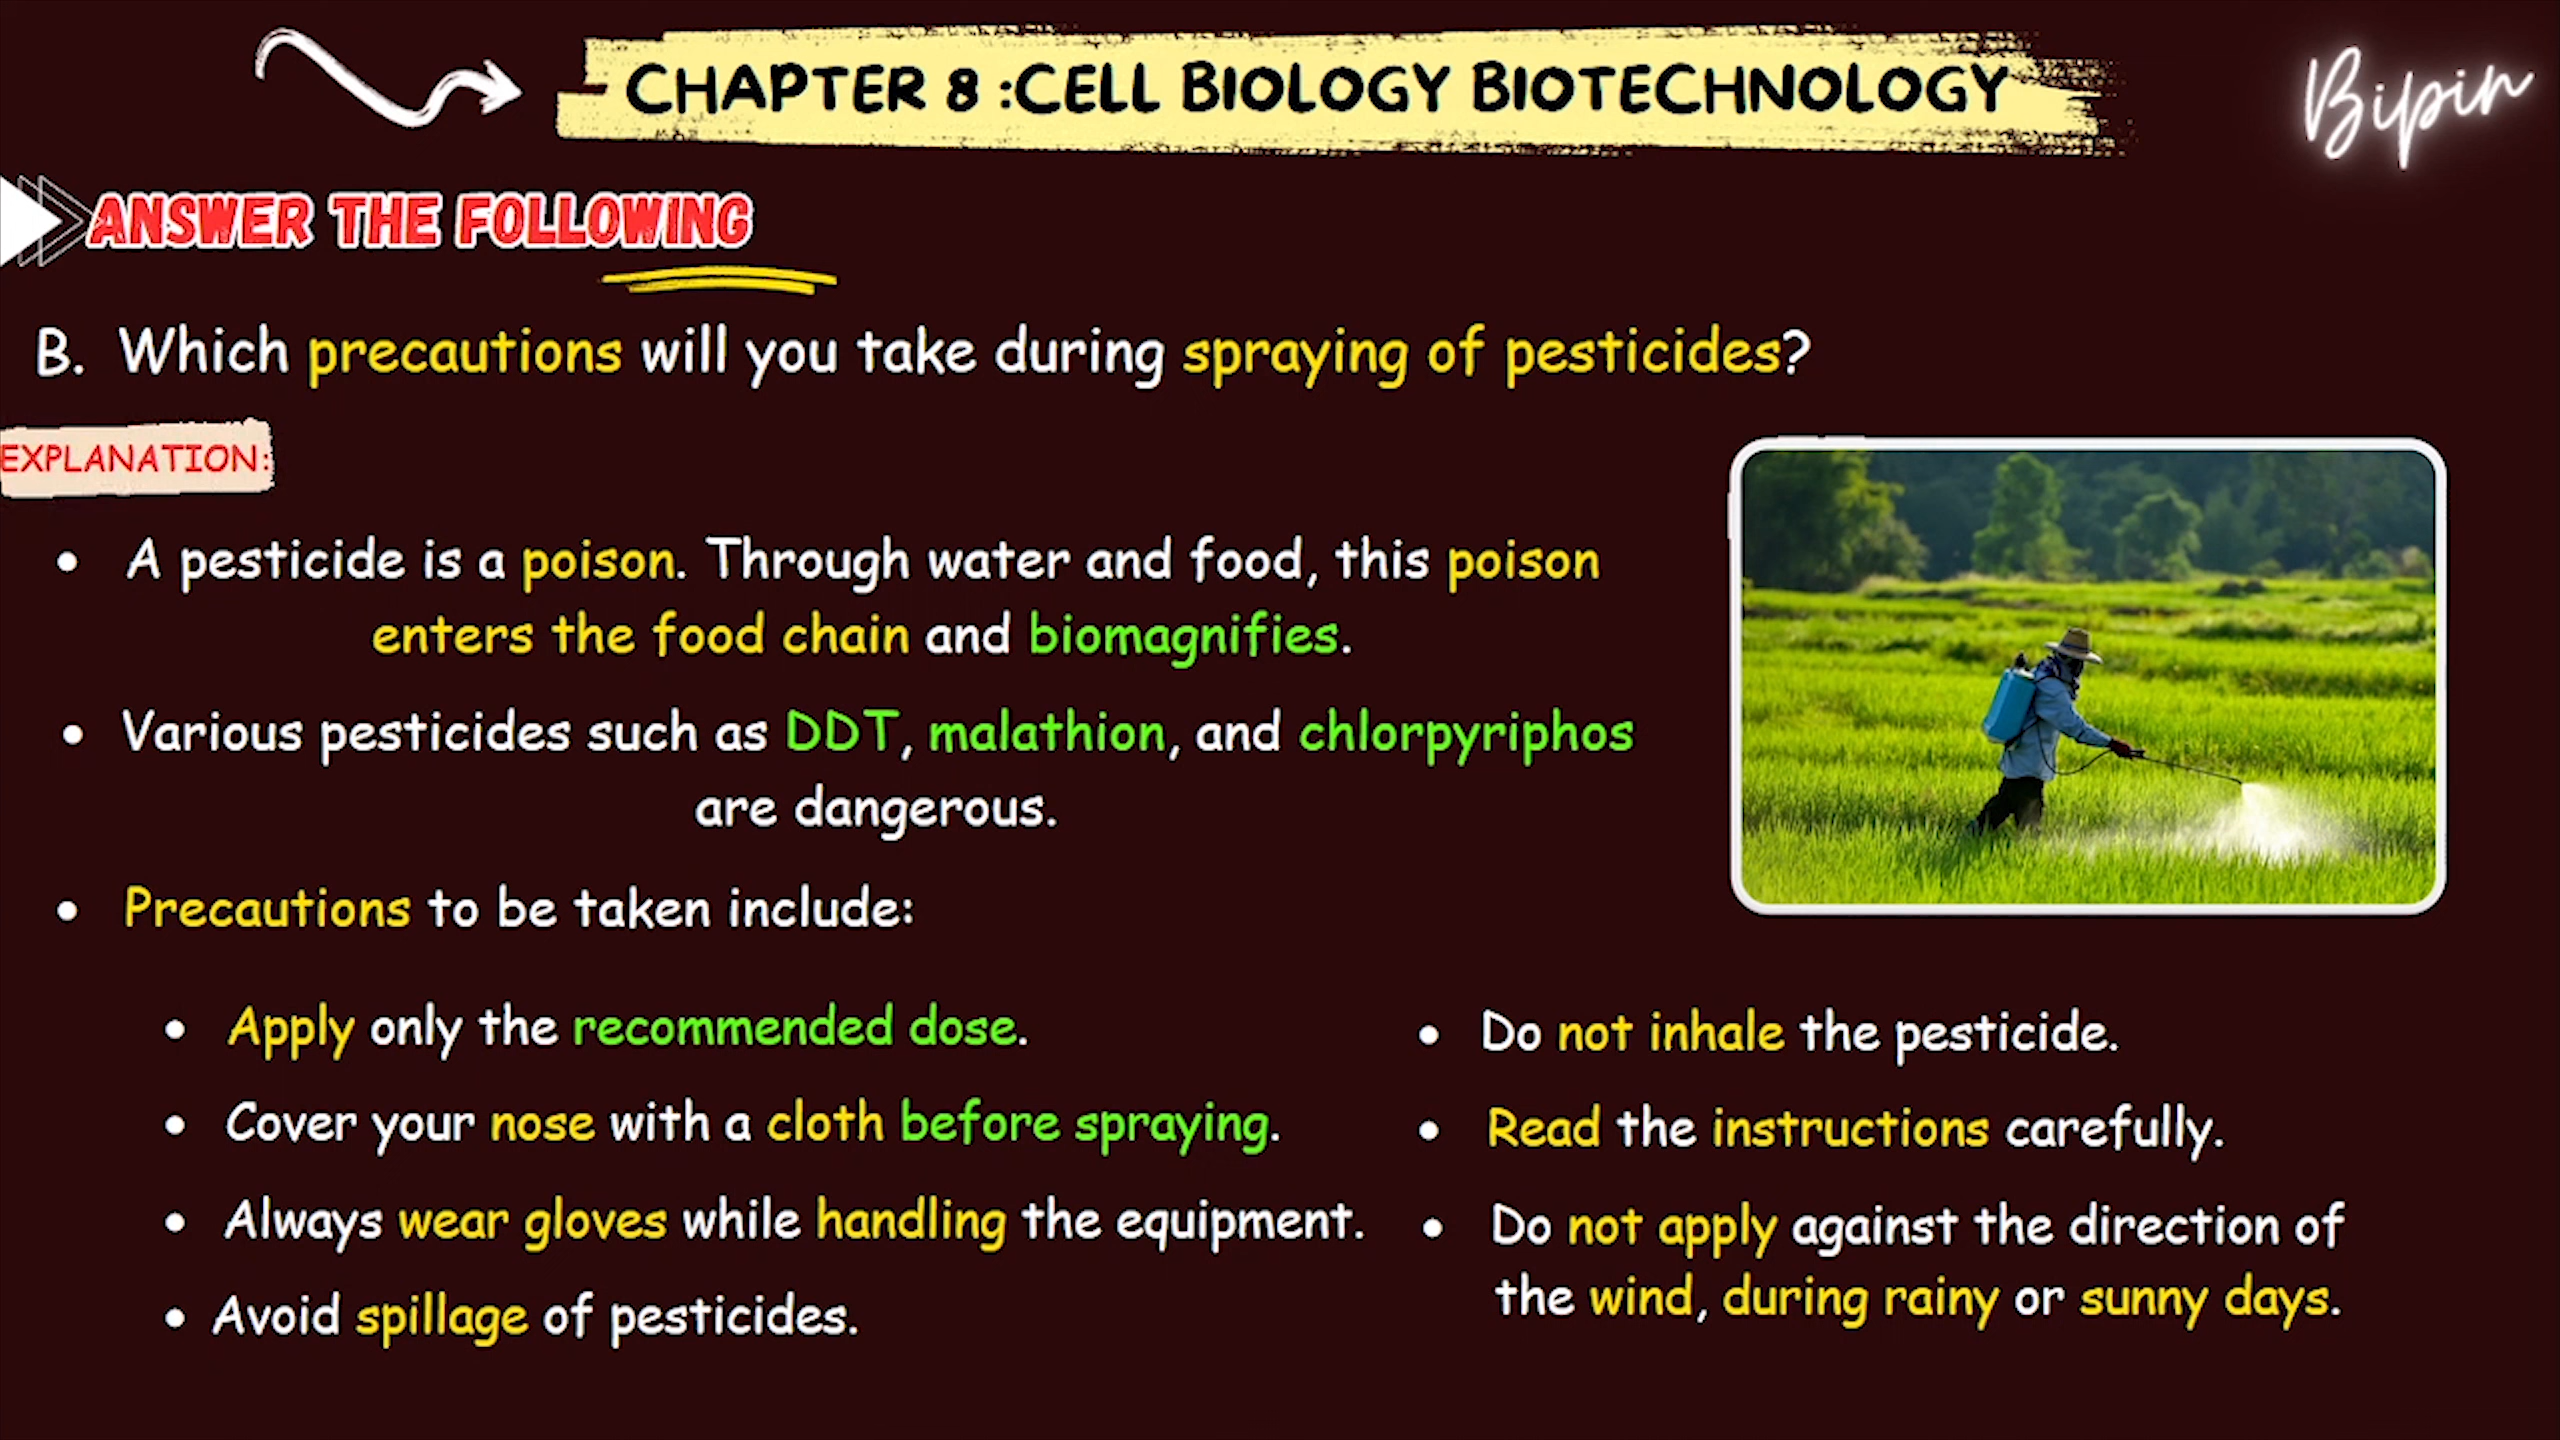 CHAPTER 8 :CELL BIOLOGY BIOTECHNOLOGY
Bipin
ANSWER THE FOLLOWING
B. Which precautions will you take during spraying of pesticides?
EXPLANATION:
• A pesticide is a poison. Through water and food, this poison
enters the food chain and biomagnifies.
• Various pesticides such as DDT, malathion, and chlorpyriphos
are dangerous.
• Precautions to be taken include:
• Apply only the recommended dose.
• Cover your nose with a cloth before spraying.
• Always wear gloves while handling the equipment.
• Avoid spillage of pesticides.
• Do not inhale the pesticide.
• Read the instructions carefully.
• Do not apply against the direction of
the wind, during rainy or sunny days.